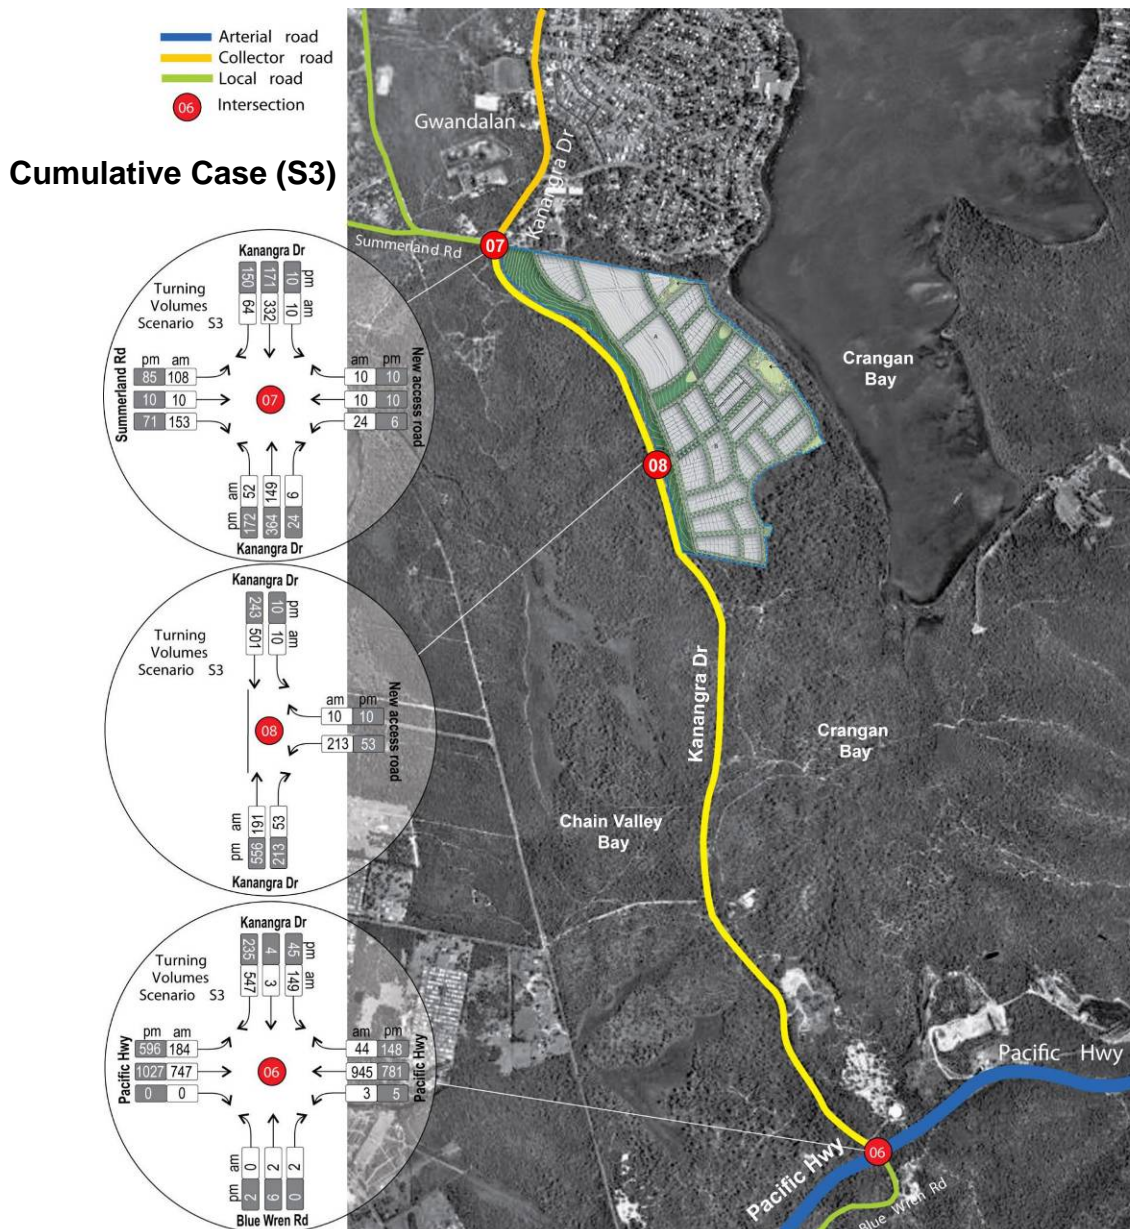 Arterial road
Collector road
Local road
06 Intersection
Cumulative Case (S3)
Gwandalan
Kanangra Dr
Summerland Rd
07
08
Crangan
Bay
Kanangra Dr
Crangan
Bay
Chain Valley
Bay
Pacific Hwy
Pacific Hwy
06
Blue Wren Rd
Kanangra Dr
Turning
Volumes
Scenario S3
150 171 10 pm
64 332 10 am
Summerland Rd
pm am
85 108
10 10
71 153
07
am pm
10 10
10 10
24 6
New access road
am 52 149 6
pm 172 364 24
Kanangra Dr
Kanangra Dr
Turning
Volumes
Scenario S3
243 10 pm
501 10 am
08
am pm
10 10
213 53
New access road
am 191 53
pm 556 213
Kanangra Dr
Kanangra Dr
Turning
Volumes
Scenario S3
235 4 45 pm
547 3 149 am
Pacific Hwy
pm am
596 184
1027 747
0 0
06
am pm
44 148
945 781
3 5
Pacific Hwy
am 0 2 2
pm 2 6 0
Blue Wren Rd